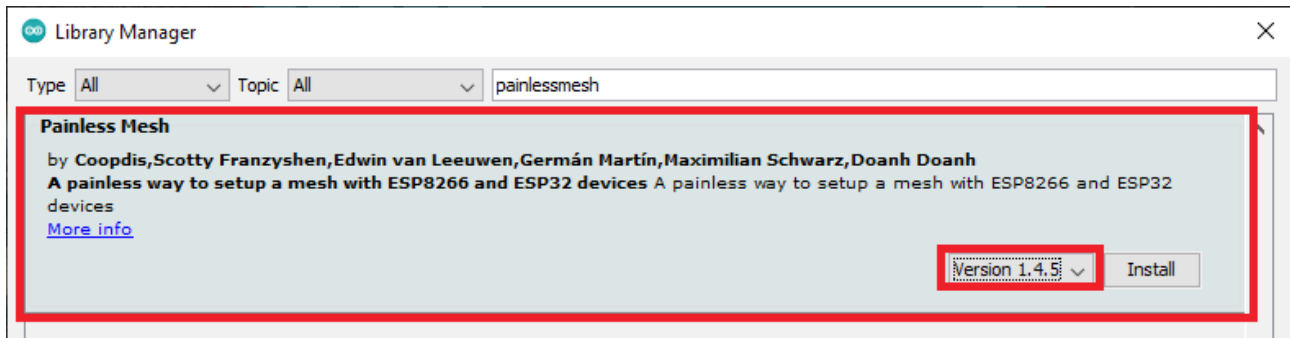 Library Manager
Type All Topic All painlessmesh
Painless Mesh
by Coopdis,Scotty Franzyshen,Edwin van Leeuwen,Germán Martín,Maximilian Schwarz,Doanh Doanh
A painless way to setup a mesh with ESP8266 and ESP32 devices A painless way to setup a mesh with ESP8266 and ESP32
devices
More info
Version 1.4.5 Install